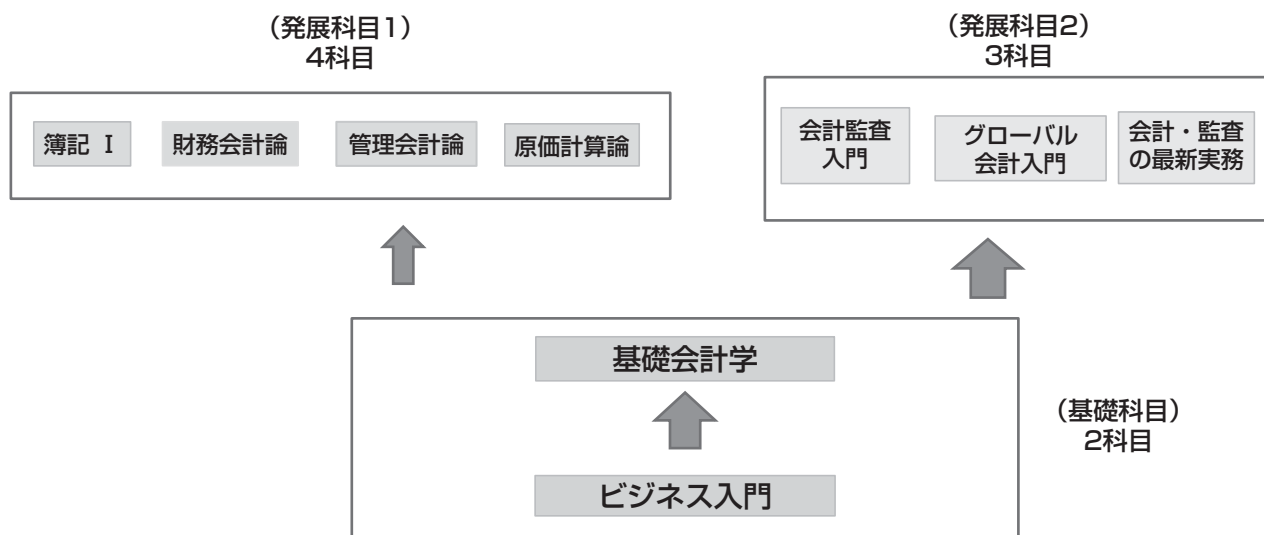 （発展科目1）
4科目
簿記 Ⅰ
財務会計論
管理会計論
原価計算論
（発展科目2）
3科目
会計監査
入門
グローバル
会計入門
会計・監査
の最新実務
基礎会計学
ビジネス入門
（基礎科目）
2科目